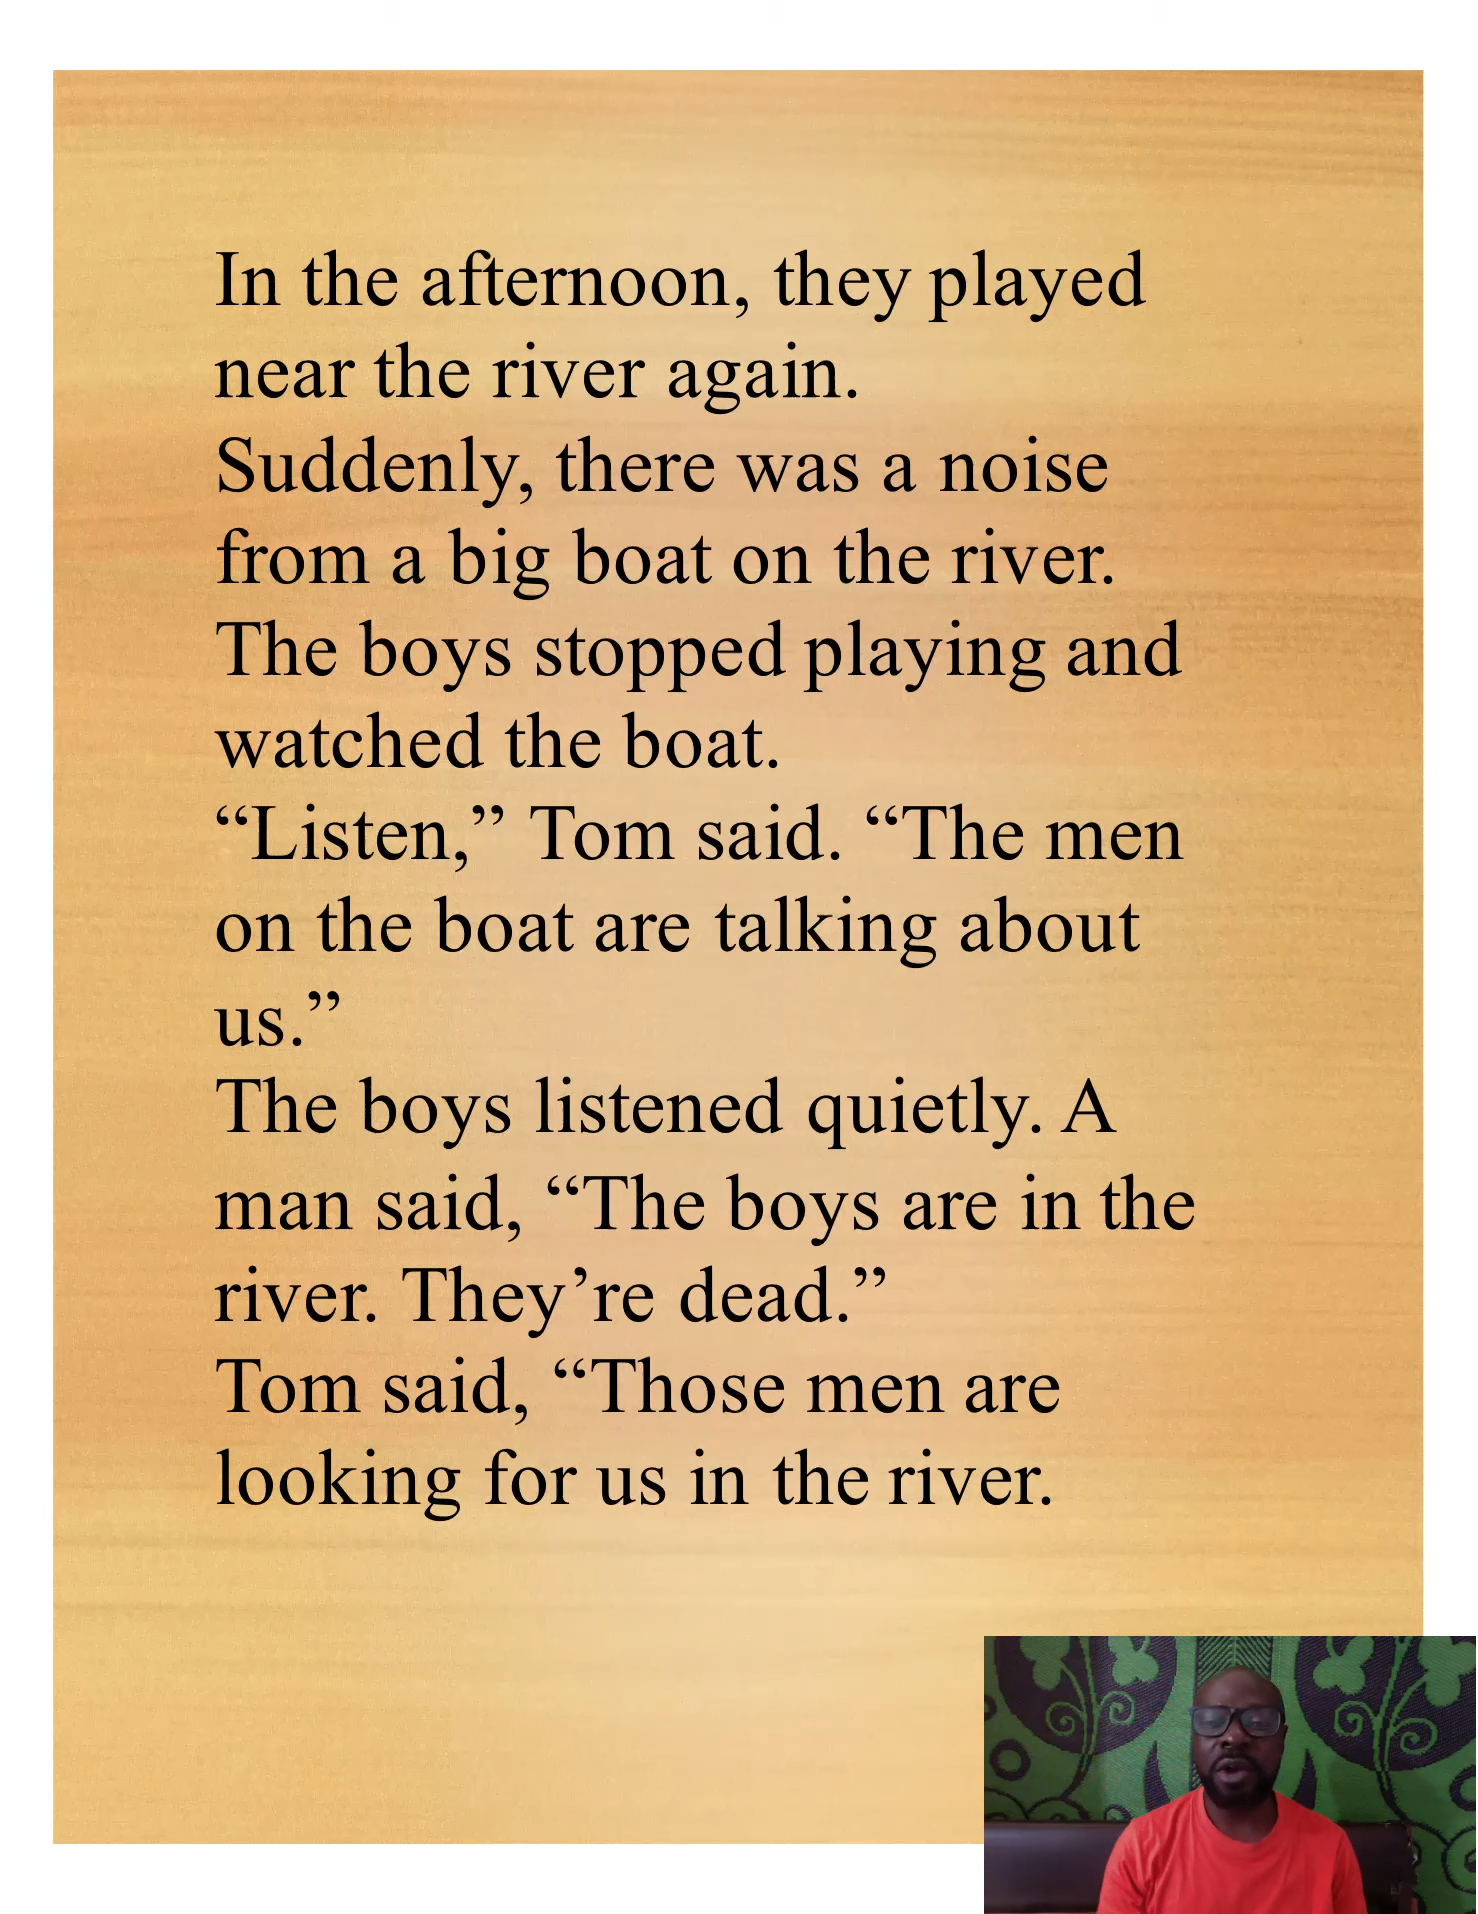 In the afternoon, they played
near the river again.
Suddenly, there was a noise
from a big boat on the river.
The boys stopped playing and
watched the boat.
“Listen,” Tom said. “The men
on the boat are talking about
us.”
The boys listened quietly. A
man said, “The boys are in the
river. They’re dead.”
Tom said, “Those men are
looking for us in the river.